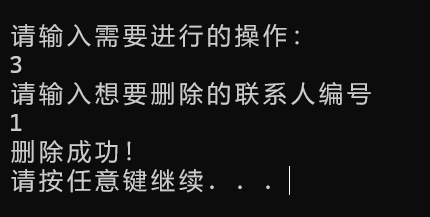 请输入需要进行的操作:
3
请输入想要删除的联系人编号
1
删除成功!
请按任意键继续. . .